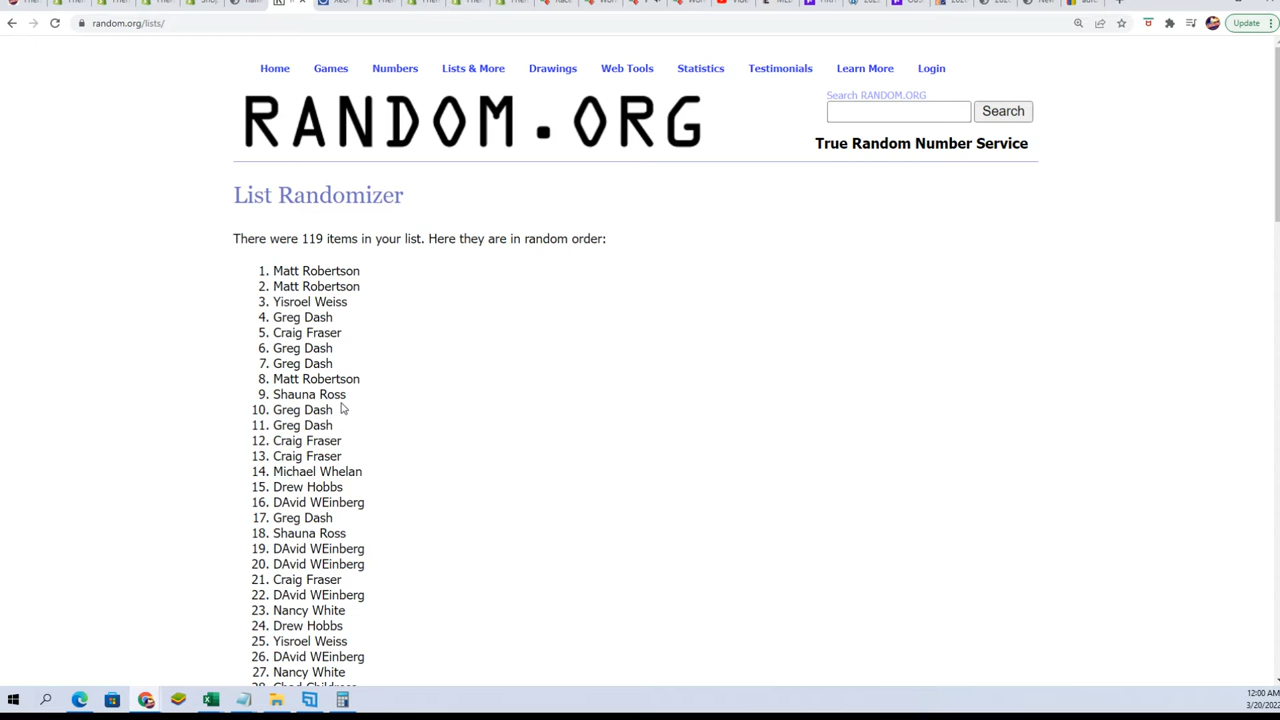 random.org/lists/
Update
Home Games Numbers Lists & More Drawings Web Tools Statistics Testimonials Learn More Login
RANDOM.ORG
Search RANDOM.ORG
Search
True Random Number Service
List Randomizer
There were 119 items in your list. Here they are in random order:
1. Matt Robertson
2. Matt Robertson
3. Yisroel Weiss
4. Greg Dash
5. Craig Fraser
6. Greg Dash
7. Greg Dash
8. Matt Robertson
9. Shauna Ross
10. Greg Dash
11. Greg Dash
12. Craig Fraser
13. Craig Fraser
14. Michael Whelan
15. Drew Hobbs
16. DAvid WEinberg
17. Greg Dash
18. Shauna Ross
19. DAvid WEinberg
20. DAvid WEinberg
21. Craig Fraser
22. DAvid WEinberg
23. Nancy White
24. Drew Hobbs
25. Yisroel Weiss
26. DAvid WEinberg
27. Nancy White
28. Chad Childress
12:00 AM